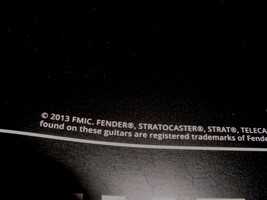 © 2013 FMIC. FENDER®, STRATOCASTER®, STRAT®, TELECA
found on these guitars are registered trademarks of Fende